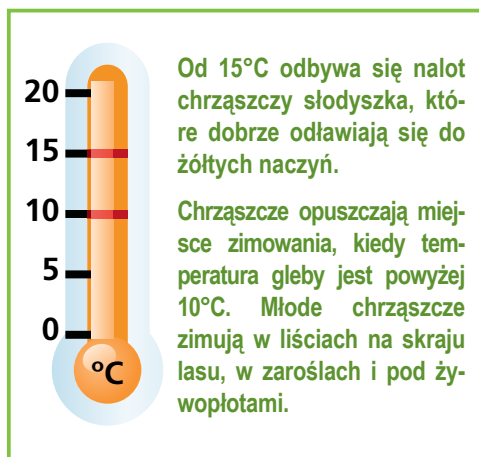 20
15
10
5
0
ºC
Od 15°C odbywa się nalot
chrząszczy słodyszka, któ-
re dobrze odławiają się do
żółtych naczyń.
Chrząszcze opuszczają miej-
sce zimowania, kiedy tem-
peratura gleby jest powyżej
10°C. Młode chrząszcze
zimują w liściach na skraju
lasu, w zaroślach i pod ży-
wopłotami.